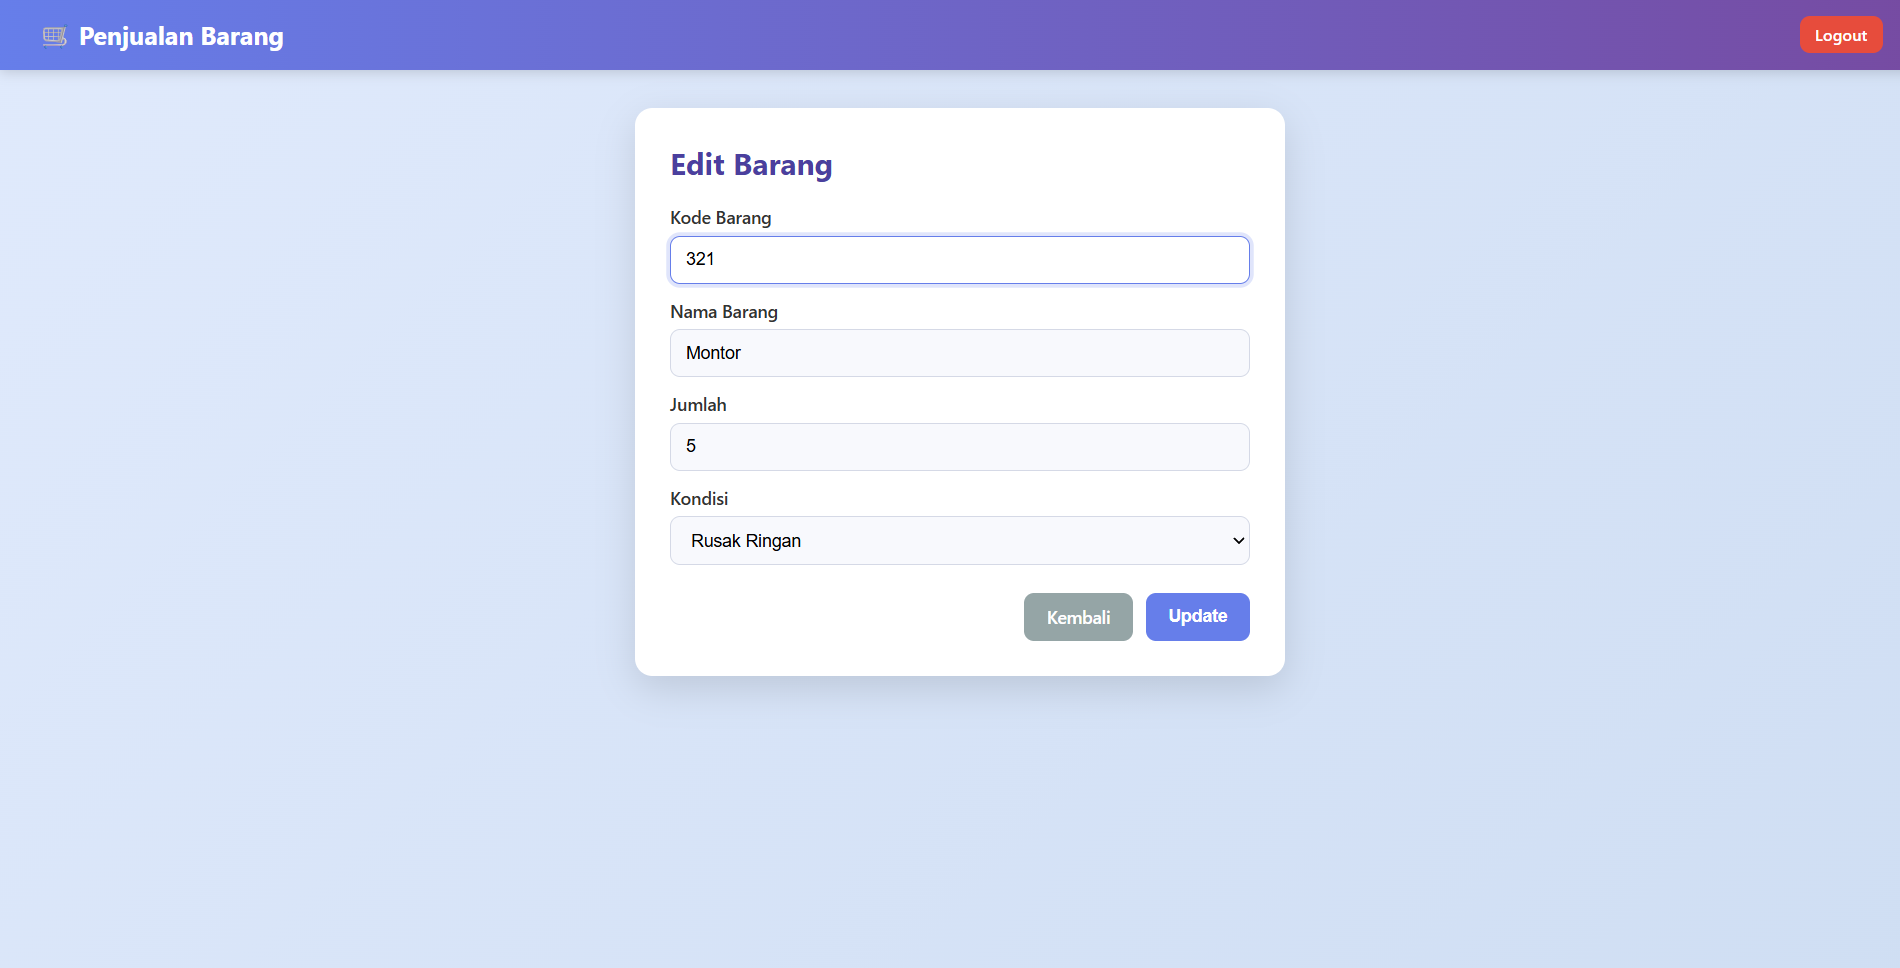 Penjualan Barang
Logout
Edit Barang
Kode Barang
321
Nama Barang
Montor
Jumlah
5
Kondisi
Rusak Ringan
Kembali
Update